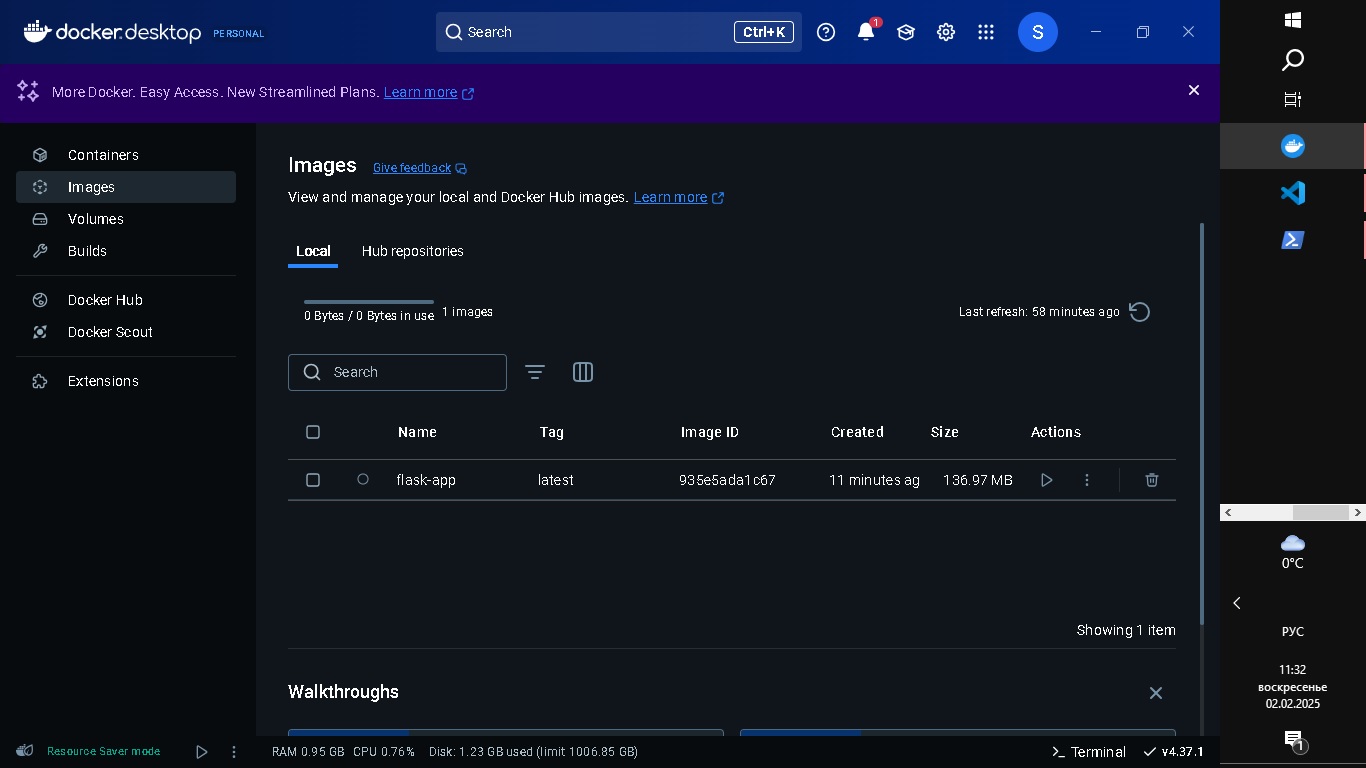 docker desktop PERSONAL
Search Ctrl+K
1
S
More Docker. Easy Access. New Streamlined Plans. Learn more
Containers
Images
Volumes
Builds
Docker Hub
Docker Scout
Extensions
Images Give feedback
View and manage your local and Docker Hub images. Learn more
Local Hub repositories
0 Bytes / 0 Bytes in use 1 images
Last refresh: 58 minutes ago
Search
Name Tag Image ID Created Size Actions
flask-app latest 935e5ada1c67 11 minutes ag 136.97 MB
Showing 1 item
Walkthroughs
Resource Saver mode
RAM 0.95 GB CPU 0.76% Disk: 1.23 GB used (limit 1006.85 GB)
Terminal v4.37.1
0°C
РУС
11:32
воскресенье
02.02.2025
1